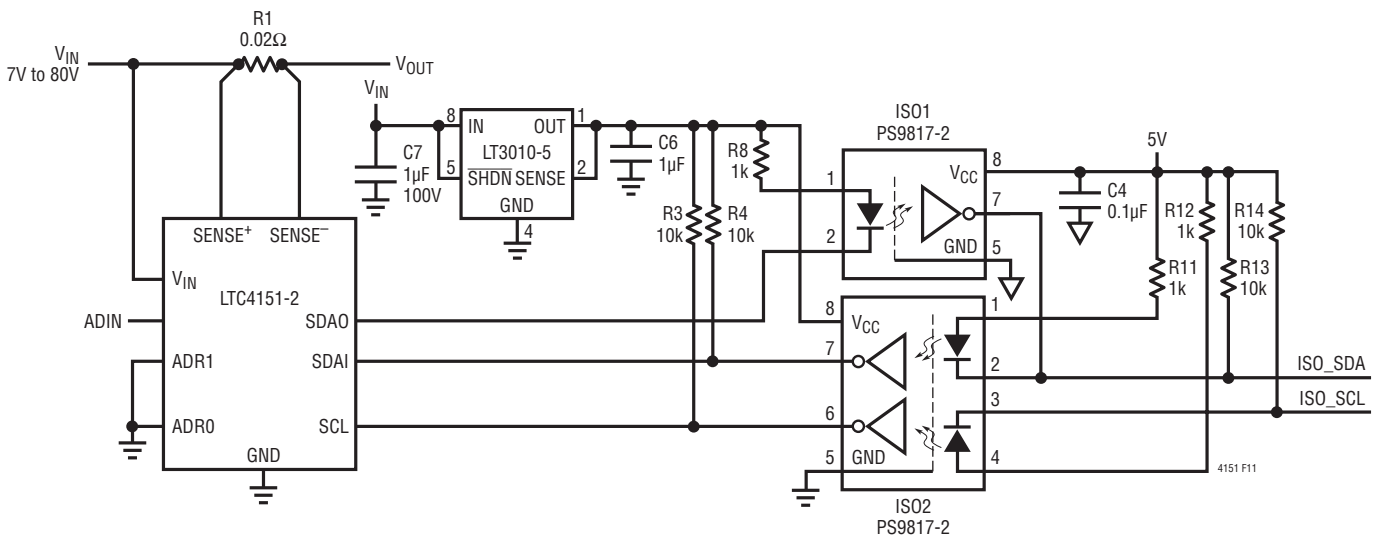 R1
0.02Ω
VIN
7V to 80V
VOUT
VIN
C7
1μF
100V
8
IN
OUT
1
LT3010-5
5
SHDN SENSE
2
GND
4
C6
1μF
R8
1k
R3
10k
R4
10k
ISO1
PS9817-2
1
2
VCC
8
7
GND
5
5V
C4
0.1μF
R12
1k
R14
10k
R11
1k
R13
10k
SENSE+ SENSE–
VIN
LTC4151-2
ADIN
SDAO
ADR1
SDAI
ADR0
SCL
GND
8
VCC
7
6
5
GND
1
2
3
4
ISO2
PS9817-2
ISO_SDA
ISO_SCL
4151 F11